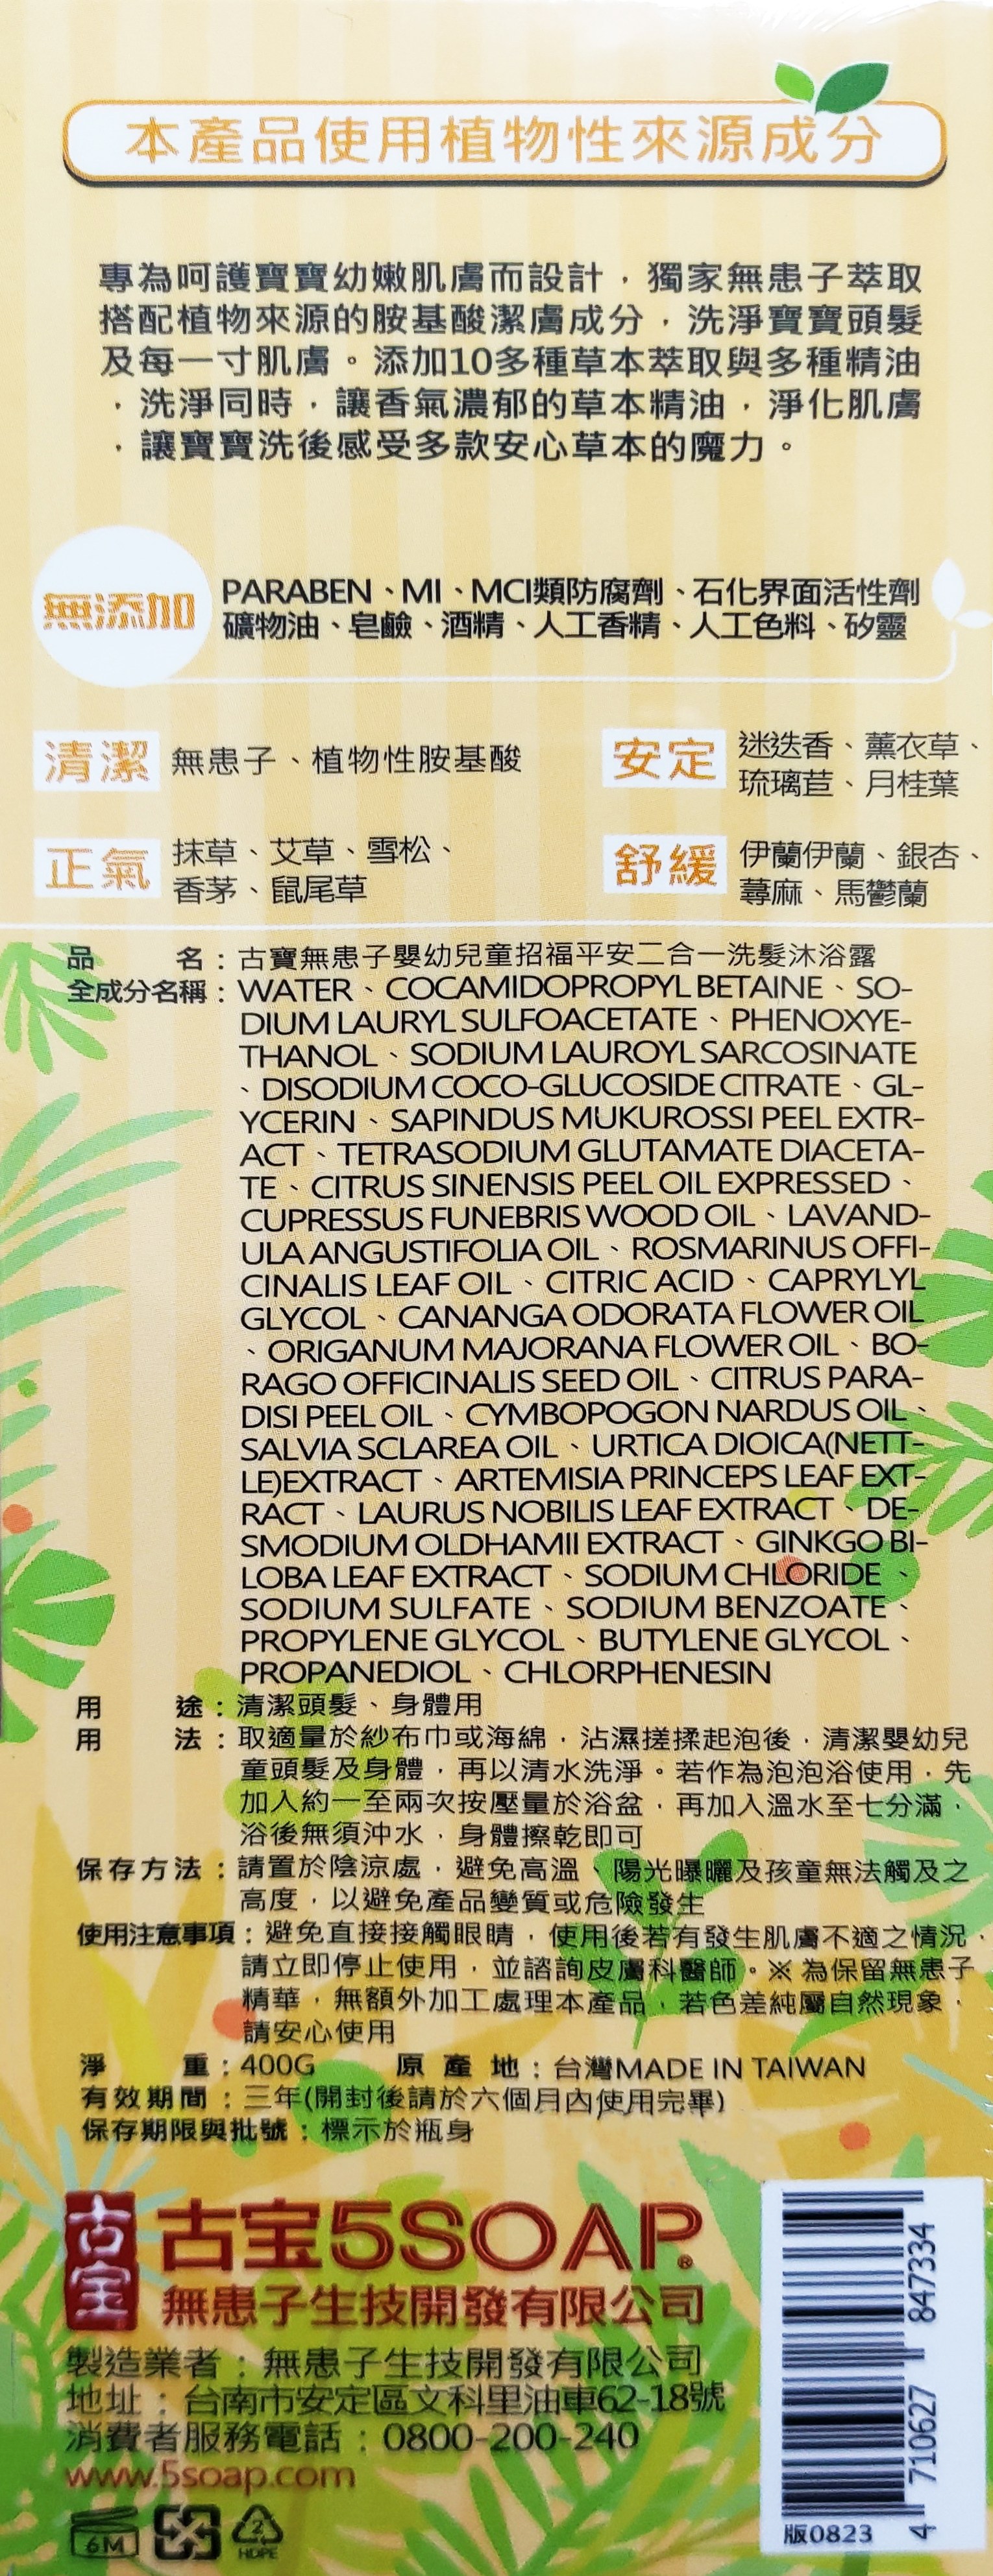 本產品使用植物性來源成分
專為呵護寶寶幼嫩肌膚而設計，獨家無患子萃取
搭配植物來源的胺基酸潔膚成分，洗淨寶寶頭髮
及每一寸肌膚。添加10多種草本萃取與多種精油
，洗淨同時，讓香氣濃郁的草本精油，淨化肌膚
，讓寶寶洗後感受多款安心草本的魔力。
無添加
PARABEN、MI、MCI類防腐劑、石化界面活性劑
礦物油、皂鹼、酒精、人工香精、人工色料、矽靈
清潔 無患子、植物性胺基酸
安定 迷迭香、薰衣草、
琉璃苣、月桂葉
正氣 抹草、艾草、雪松、
香茅、鼠尾草
舒緩 伊蘭伊蘭、銀杏、
蕁麻、馬鬱蘭
品 名：古寶無患子嬰幼兒童招福平安二合一洗髮沐浴露
全成分名稱：WATER、COCAMIDOPROPYL BETAINE、SO-
DIUM LAURYL SULFOACETATE、PHENOXYE-
THANOL、SODIUM LAUROYL SARCOSINATE
、DISODIUM COCO-GLUCOSIDE CITRATE、GL-
YCERIN、SAPINDUS MUKUROSSI PEEL EXTR-
ACT、TETRASODIUM GLUTAMATE DIACETA-
TE、CITRUS SINENSIS PEEL OIL EXPRESSED、
CUPRESSUS FUNEBRIS WOOD OIL、LAVAND-
ULA ANGUSTIFOLIA OIL、ROSMARINUS OFFI-
CINALIS LEAF OIL、CITRIC ACID、CAPRYLYL
GLYCOL、CANANGA ODORATA FLOWER OIL
、ORIGANUM MAJORANA FLOWER OIL、BO-
RAGO OFFICINALIS SEED OIL、CITRUS PARA-
DISI PEEL OIL、CYMBOPOGON NARDUS OIL、
SALVIA SCLAREA OIL、URTICA DIOICA(NETT-
LE)EXTRACT、ARTEMISIA PRINCEPS LEAF EXT-
RACT、LAURUS NOBILIS LEAF EXTRACT、DE-
SMODIUM OLDHAMII EXTRACT、GINKGO BI-
LOBA LEAF EXTRACT、SODIUM CHLORIDE、
SODIUM SULFATE、SODIUM BENZOATE、
PROPYLENE GLYCOL、BUTYLENE GLYCOL、
PROPANEDIOL、CHLORPHENESIN
用 途：清潔頭髮、身體用
用 法：取適量於紗布巾或海綿，沾濕搓揉起泡後，清潔嬰幼兒
童頭髮及身體，再以清水洗淨。若作為泡泡浴使用，先
加入約一至兩次按壓量於浴盆，再加入溫水至七分滿，
浴後無須沖水，身體擦乾即可
保存方法：請置於陰涼處，避免高溫、陽光曝曬及孩童無法觸及之
高度，以避免產品變質或危險發生
使用注意事項：避免直接接觸眼睛，使用後若有發生肌膚不適之情況，
請立即停止使用，並諮詢皮膚科醫師。※為保留無患子
精華，無額外加工處理本產品，若色差純屬自然現象，
請安心使用
淨 重：400G 原 產 地：台灣MADE IN TAIWAN
有效期間：三年(開封後請於六個月內使用完畢)
保存期限與批號：標示於瓶身
古宝 古宝5SOAP®
無患子生技開發有限公司
製造業者：無患子生技開發有限公司
地址：台南市安定區文科里油車62-18號
消費者服務電話：0800-200-240
www.5soap.com
6M
2
HDPE
4 710627 847334
版0823